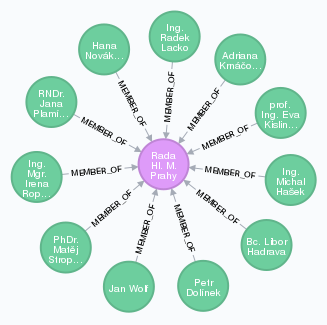 Ing.
Radek
Lacko
Hana
Novák...
Adriana
Krnáčo...
RNDr.
Jana
Plamí...
prof.
Ing. Eva
Kislin...
Rada
Hl. M.
Prahy
Ing.
Mgr.
Irena
Rop...
Ing.
Michal
Hašek
PhDr.
Matěj
Strop...
Bc. Libor
Hadrava
Jan Wolf
Petr
Dolínek
MEMBER_OF
MEMBER_OF
MEMBER_OF
MEMBER_OF
MEMBER_OF
MEMBER_OF
MEMBER_OF
MEMBER_OF
MEMBER_OF
MEMBER_OF
MEMBER_OF